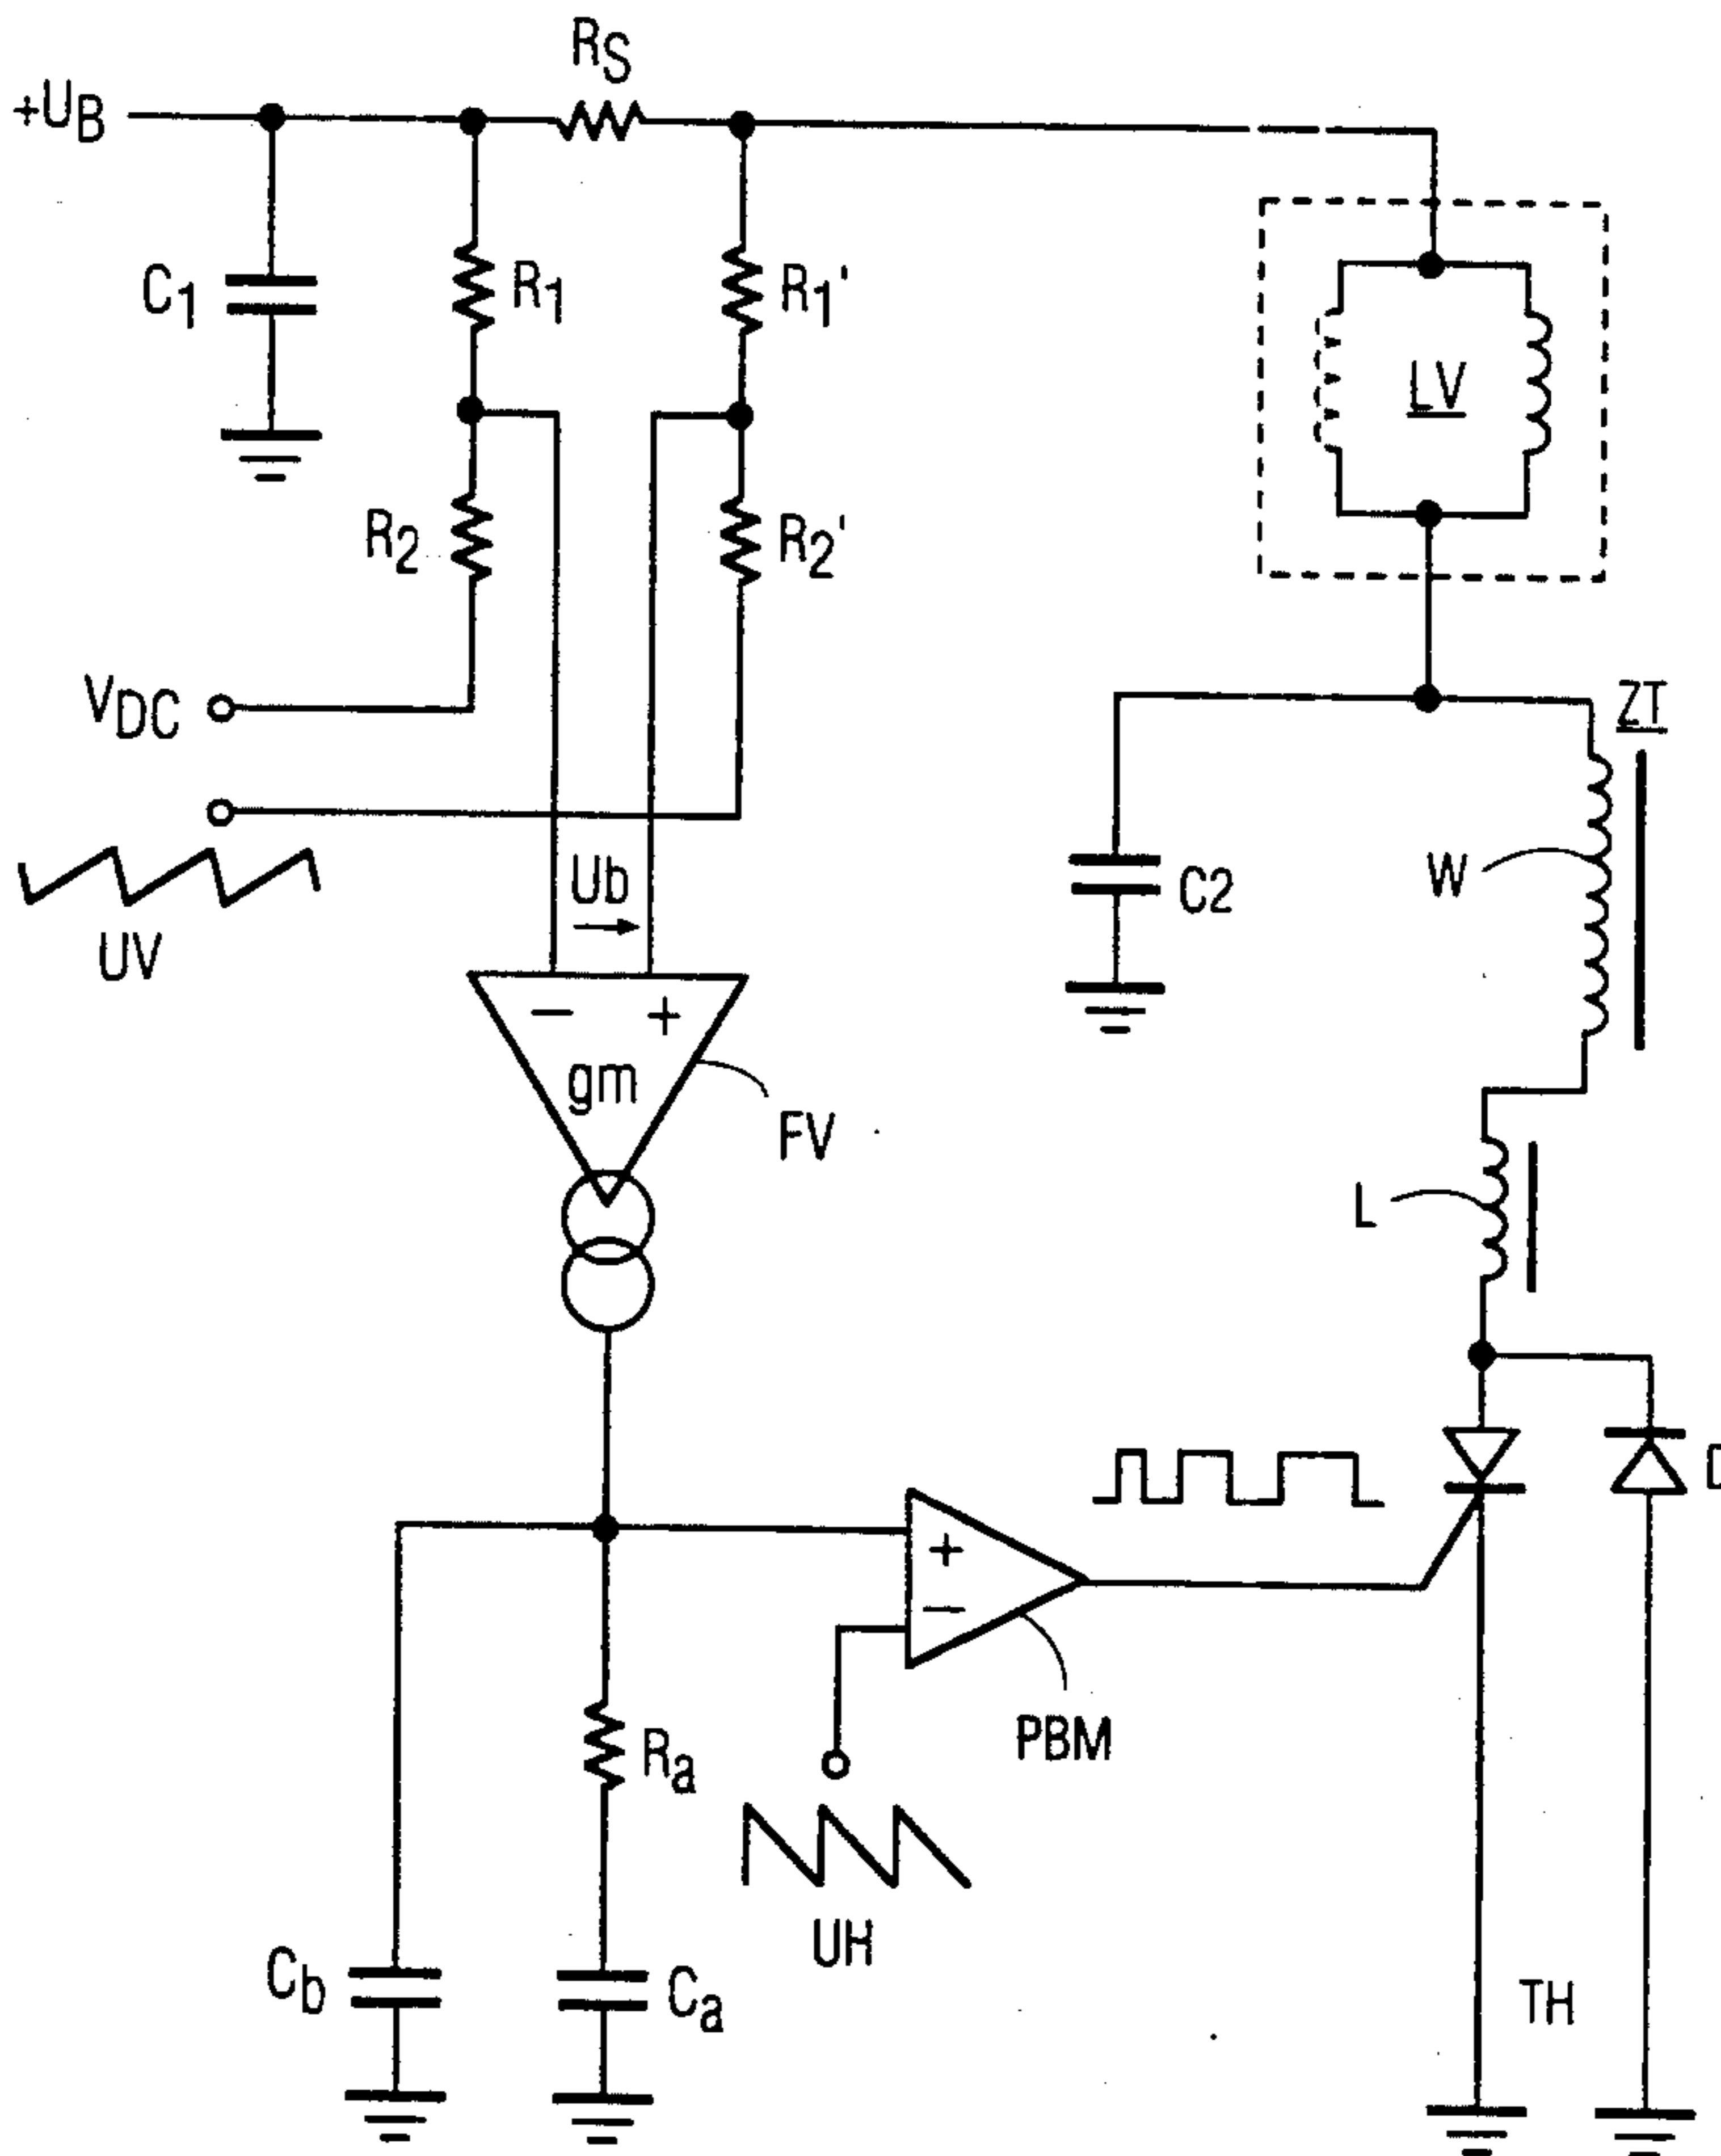 RS
+UB
C1
R1
R1'
LV
R2
R2'
VDC
ZT
Ub
C2
W
UV
− +
gm
FV
L
D
+
−
Ra
PBM
UH
Cb
Ca
TH